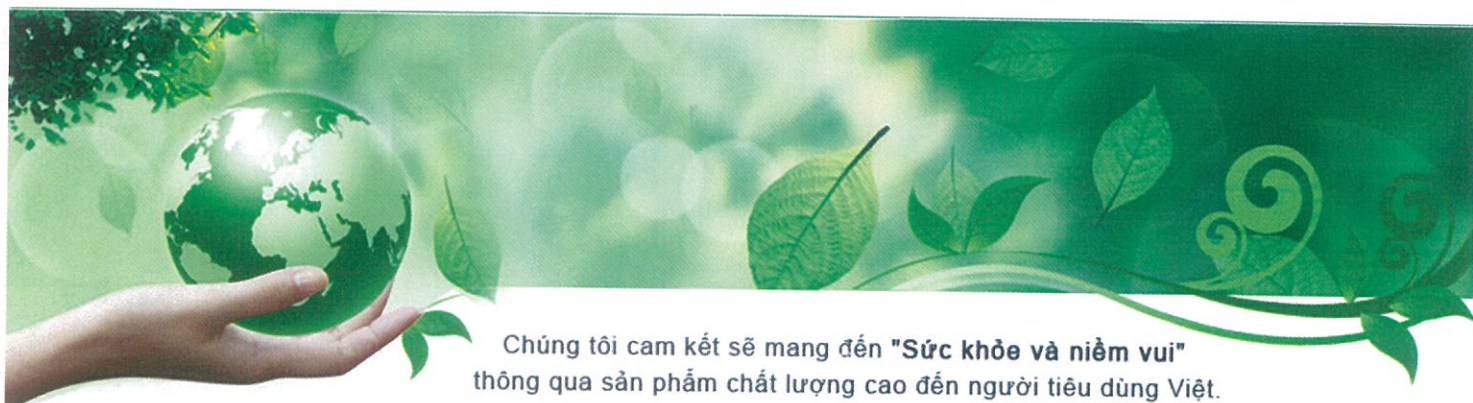 Chúng tôi cam kết sẽ mang đến "Sức khỏe và niềm vui"
thông qua sản phẩm chất lượng cao đến người tiêu dùng Việt.